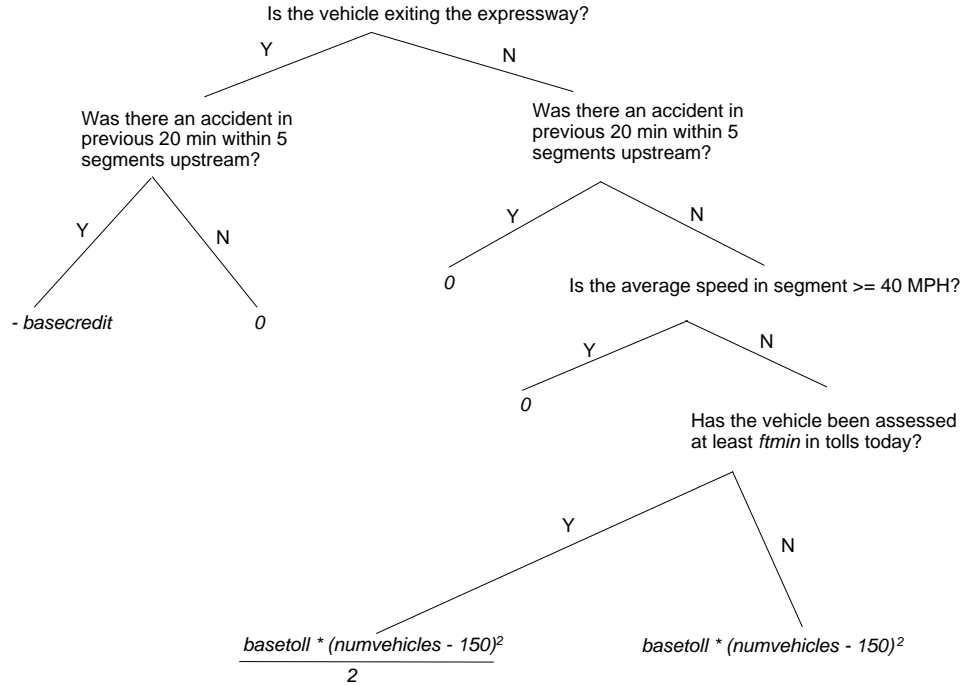 Is the vehicle exiting the expressway?
Y
N
Was there an accident in
previous 20 min within 5
segments upstream?
Was there an accident in
previous 20 min within 5
segments upstream?
Y
N
Y
N
- basecredit
0
0
Is the average speed in segment >= 40 MPH?
Y
N
0
Has the vehicle been assessed
at least ftmin in tolls today?
Y
N
basetoll * (numvehicles - 150)²
2
basetoll * (numvehicles - 150)²